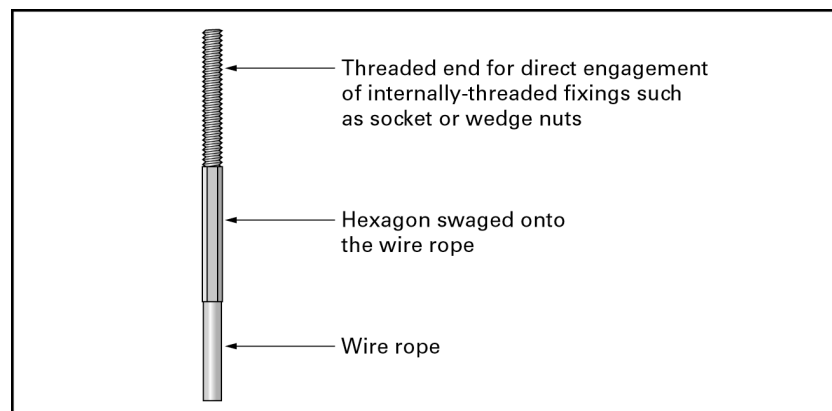 Threaded end for direct engagement
of internally-threaded fixings such
as socket or wedge nuts
Hexagon swaged onto
the wire rope
Wire rope